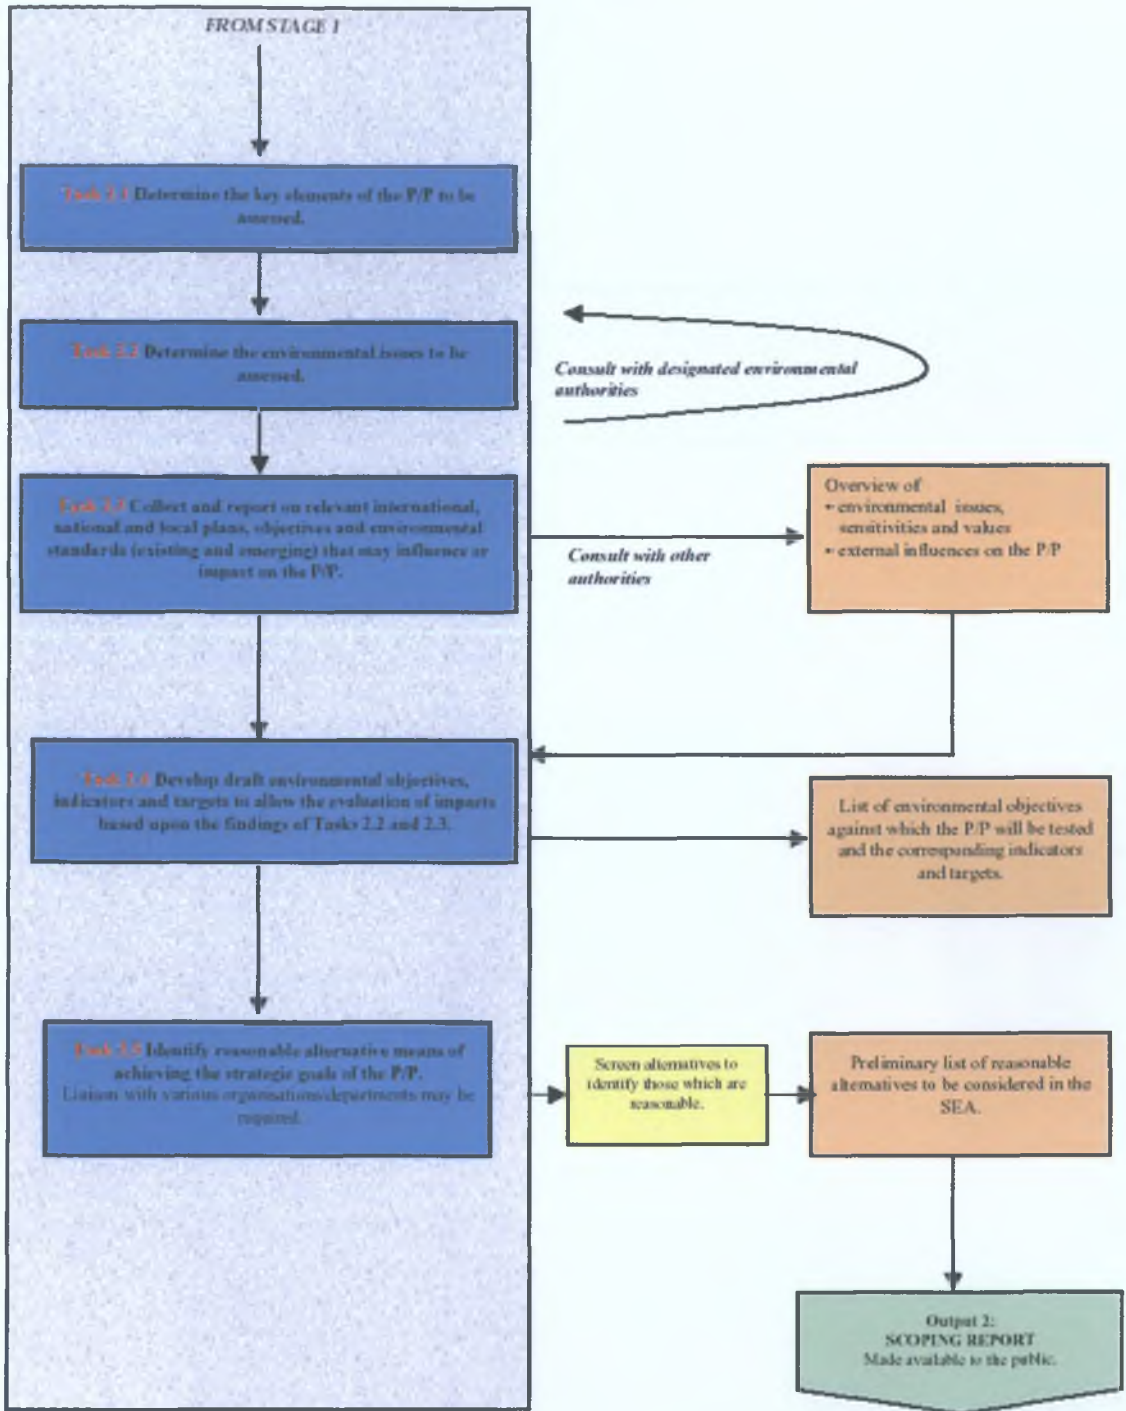 FROM STAGE 1
Task 2.1 Determine the key elements of the P/P to be
assessed.
Task 2.2 Determine the environmental issues to be
assessed.
Consult with designated environmental
authorities
Task 2.3 Collect and report on relevant international,
national and local plans, objectives and environmental
standards (existing and emerging) that may influence or
impact on the P/P.
Consult with other
authorities
Overview of
• environmental issues,
sensitivities and values
• external influences on the P/P
Task 2.4 Develop draft environmental objectives,
indicators and targets to allow the evaluation of impacts
based upon the findings of Tasks 2.2 and 2.3.
List of environmental objectives
against which the P/P will be tested
and the corresponding indicators
and targets.
Task 2.5 Identify reasonable alternative means of
achieving the strategic goals of the P/P.
Liaison with various organisations/departments may be
required.
Screen alternatives to
identify those which are
reasonable.
Preliminary list of reasonable
alternatives to be considered in the
SEA.
Output 2:
SCOPING REPORT
Made available to the public.